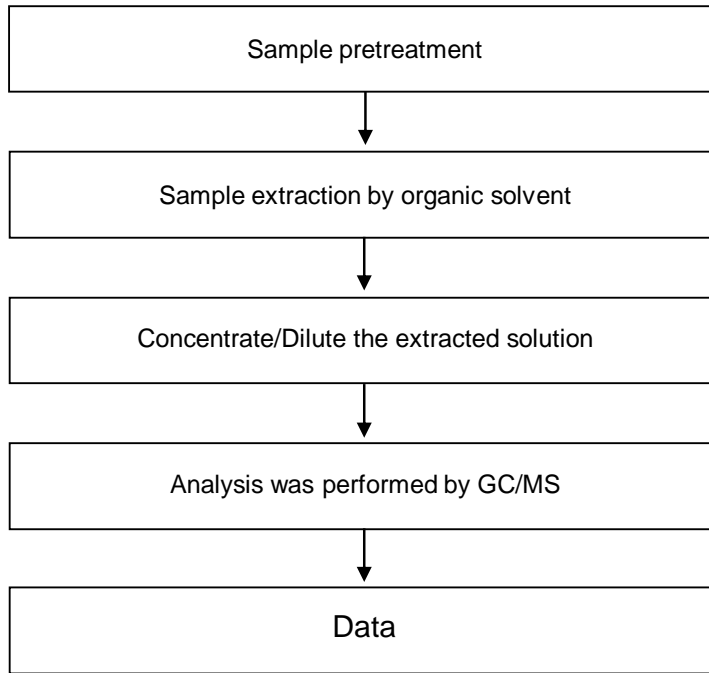 Sample pretreatment
Sample extraction by organic solvent
Concentrate/Dilute the extracted solution
Analysis was performed by GC/MS
Data